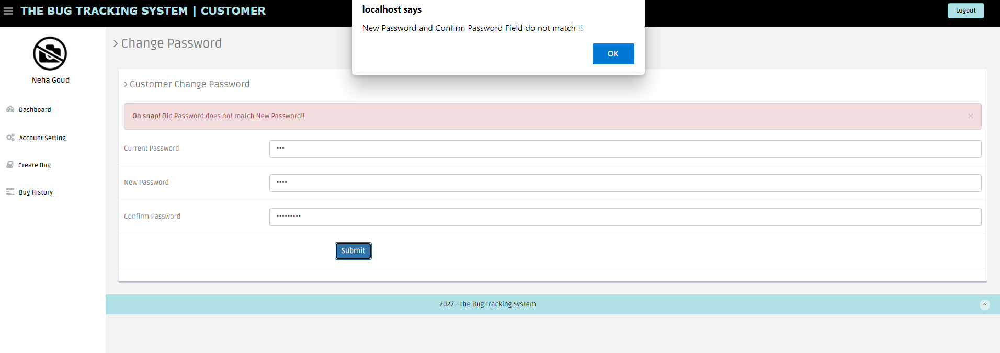 THE BUG TRACKING SYSTEM | CUSTOMER
Logout
localhost says
New Password and Confirm Password Field do not match !!
OK
Neha Goud
Dashboard
Account Setting
Create Bug
Bug History
Change Password
Customer Change Password
Oh snap! Old Password does not match New Password!!
Current Password
New Password
Confirm Password
Submit
2022 - The Bug Tracking System